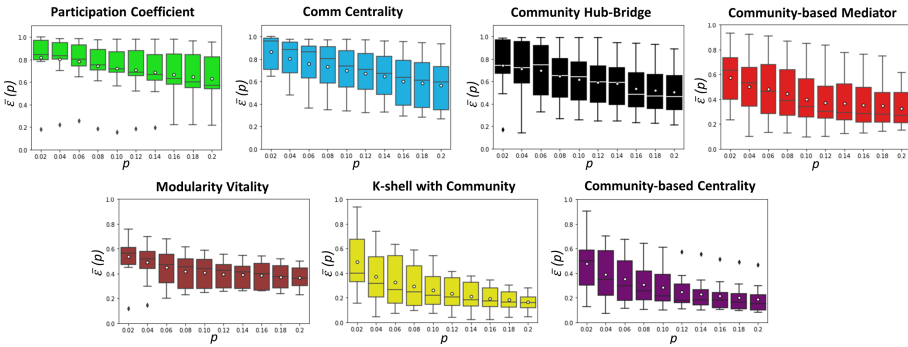 Participation Coefficient
1.0
0.8
0.6
0.4
0.2
0.0
ε̄ (p)
0.02 0.04 0.06 0.08 0.10 0.12 0.14 0.16 0.18 0.2
p
Comm Centrality
1.0
0.8
0.6
0.4
0.2
0.0
ε̄ (p)
0.02 0.04 0.06 0.08 0.10 0.12 0.14 0.16 0.18 0.2
p
Community Hub-Bridge
1.0
0.8
0.6
0.4
0.2
0.0
ε̄ (p)
0.02 0.04 0.06 0.08 0.10 0.12 0.14 0.16 0.18 0.2
p
Community-based Mediator
1.0
0.8
0.6
0.4
0.2
0.0
ε̄ (p)
0.02 0.04 0.06 0.08 0.10 0.12 0.14 0.16 0.18 0.2
p
Modularity Vitality
1.0
0.8
0.6
0.4
0.2
0.0
ε̄ (p)
0.02 0.04 0.06 0.08 0.10 0.12 0.14 0.16 0.18 0.2
p
K-shell with Community
1.0
0.8
0.6
0.4
0.2
0.0
ε̄ (p)
0.02 0.04 0.06 0.08 0.10 0.12 0.14 0.16 0.18 0.2
p
Community-based Centrality
1.0
0.8
0.6
0.4
0.2
0.0
ε̄ (p)
0.02 0.04 0.06 0.08 0.10 0.12 0.14 0.16 0.18 0.2
p